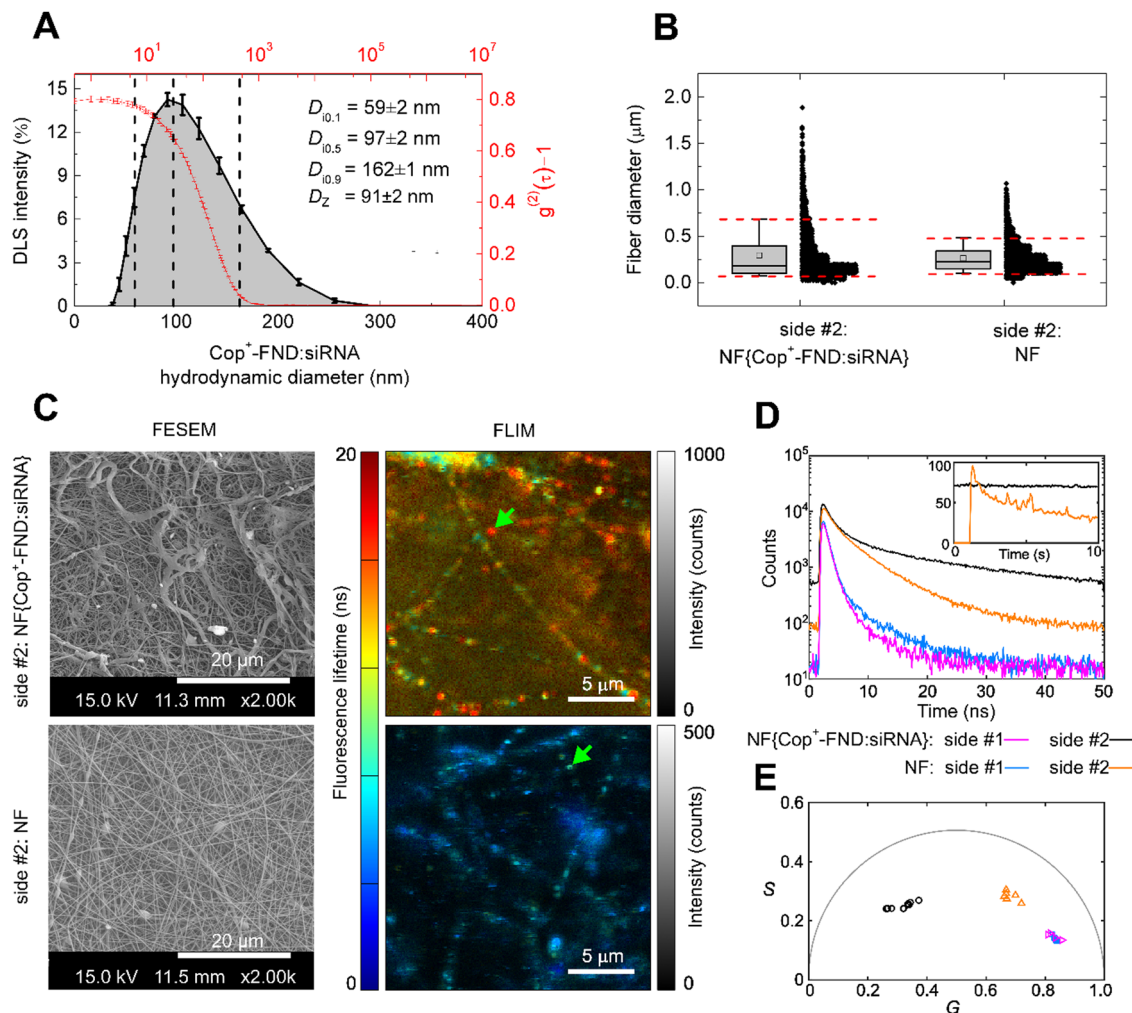 A
10¹ 10³ 10⁵ 10⁷
15
12
9
6
3
0
DLS intensity (%)
D_i0.1 = 59±2 nm
D_i0.5 = 97±2 nm
D_i0.9 = 162±1 nm
D_Z = 91±2 nm
0.8
0.6
0.4
0.2
0.0
g⁽²⁾(τ)−1
0 100 200 300 400
Cop⁺-FND:siRNA
hydrodynamic diameter (nm)
B
2.0
1.5
1.0
0.5
0.0
Fiber diameter (µm)
side #2: side #2:
NF{Cop⁺-FND:siRNA} NF
C
FESEM FLIM
side #2: NF{Cop⁺-FND:siRNA}
20 µm
15.0 kV 11.3 mm x2.00k
side #2: NF
20 µm
15.0 kV 11.5 mm x2.00k
20
Fluorescence lifetime (ns)
0
5 µm
1000
Intensity (counts)
0
5 µm
500
Intensity (counts)
0
D
10⁵
10⁴
10³
10²
10¹
Counts
100
50
0
0 10
Time (s)
0 10 20 30 40 50
Time (ns)
NF{Cop⁺-FND:siRNA}: side #1 side #2
NF: side #1 side #2
E
0.6
0.4
0.2
0
S
0 0.2 0.4 0.6 0.8 1.0
G